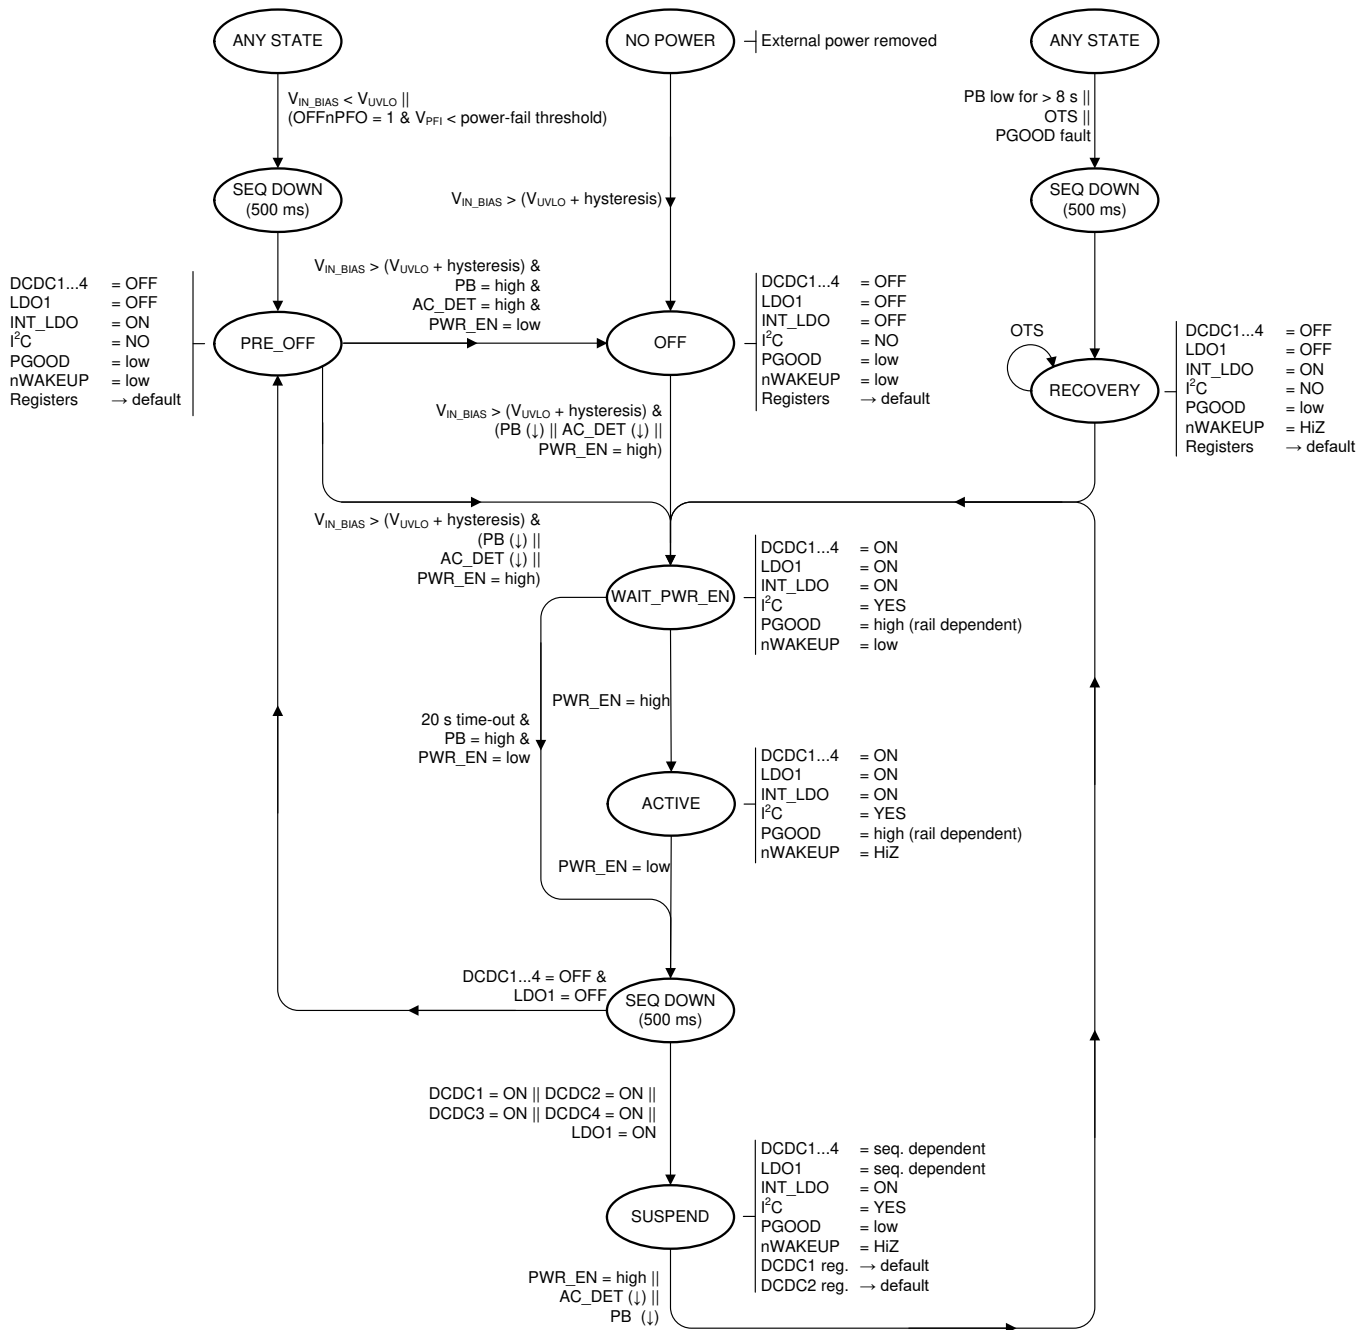 ANY STATE
NO POWER
External power removed
ANY STATE
V_IN_BIAS < V_UVLO ||
(OFFnPFO = 1 & V_PFI < power-fail threshold)
PB low for > 8 s ||
OTS ||
PGOOD fault
SEQ DOWN
(500 ms)
V_IN_BIAS > (V_UVLO + hysteresis)
SEQ DOWN
(500 ms)
DCDC1...4 = OFF
LDO1 = OFF
INT_LDO = ON
I²C = NO
PGOOD = low
nWAKEUP = low
Registers → default
PRE_OFF
V_IN_BIAS > (V_UVLO + hysteresis) &
PB = high &
AC_DET = high &
PWR_EN = low
OFF
DCDC1...4 = OFF
LDO1 = OFF
INT_LDO = OFF
I²C = NO
PGOOD = low
nWAKEUP = low
Registers → default
OTS
RECOVERY
DCDC1...4 = OFF
LDO1 = OFF
INT_LDO = ON
I²C = NO
PGOOD = low
nWAKEUP = HiZ
Registers → default
V_IN_BIAS > (V_UVLO + hysteresis) &
(PB (↓) || AC_DET (↓) ||
PWR_EN = high)
V_IN_BIAS > (V_UVLO + hysteresis) &
(PB (↓) ||
AC_DET (↓) ||
PWR_EN = high)
WAIT_PWR_EN
DCDC1...4 = ON
LDO1 = ON
INT_LDO = ON
I²C = YES
PGOOD = high (rail dependent)
nWAKEUP = low
PWR_EN = high
20 s time-out &
PB = high &
PWR_EN = low
ACTIVE
DCDC1...4 = ON
LDO1 = ON
INT_LDO = ON
I²C = YES
PGOOD = high (rail dependent)
nWAKEUP = HiZ
PWR_EN = low
DCDC1...4 = OFF &
LDO1 = OFF
SEQ DOWN
(500 ms)
DCDC1 = ON || DCDC2 = ON ||
DCDC3 = ON || DCDC4 = ON ||
LDO1 = ON
SUSPEND
DCDC1...4 = seq. dependent
LDO1 = seq. dependent
INT_LDO = ON
I²C = YES
PGOOD = low
nWAKEUP = HiZ
DCDC1 reg. → default
DCDC2 reg. → default
PWR_EN = high ||
AC_DET (↓) ||
PB (↓)